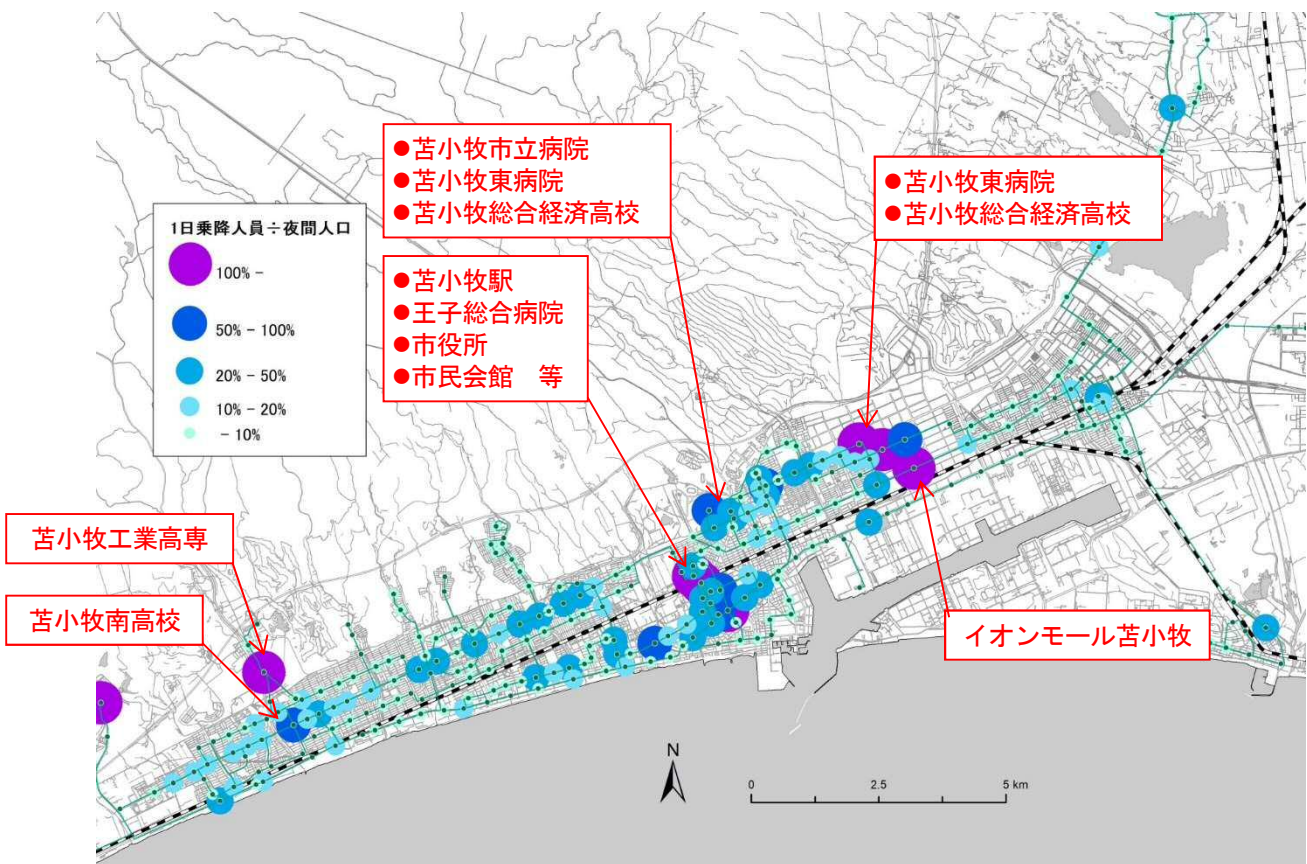 ●苫小牧市立病院
●苫小牧東病院
●苫小牧総合経済高校
●苫小牧東病院
●苫小牧総合経済高校
1日乗降人員÷夜間人口
100% -
50% - 100%
20% - 50%
10% - 20%
- 10%
●苫小牧駅
●王子総合病院
●市役所
●市民会館 等
苫小牧工業高専
苫小牧南高校
イオンモール苫小牧
N
0 2.5 5 km